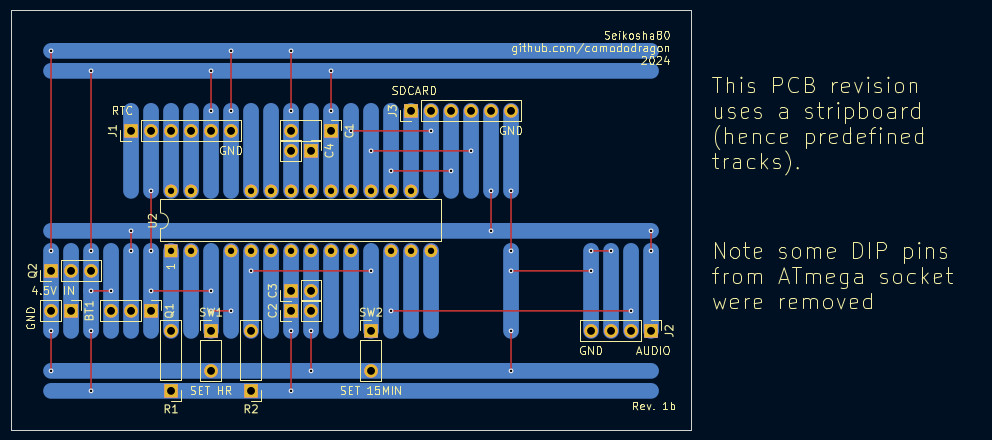 SeikoshaBO
github.com/comododragon
2024
SDCARD
RTC
J3
J1
C1
GND
GND
C4
This PCB revision
uses a stripboard
(hence predefined
tracks).
U2
Note some DIP pins
from ATmega socket
were removed
1
Q2
4.5V IN
C3
GND
BT1
Q1
SW1
C2
SW2
J2
GND
AUDIO
SET HR
SET 15MIN
R1
R2
Rev. 1b